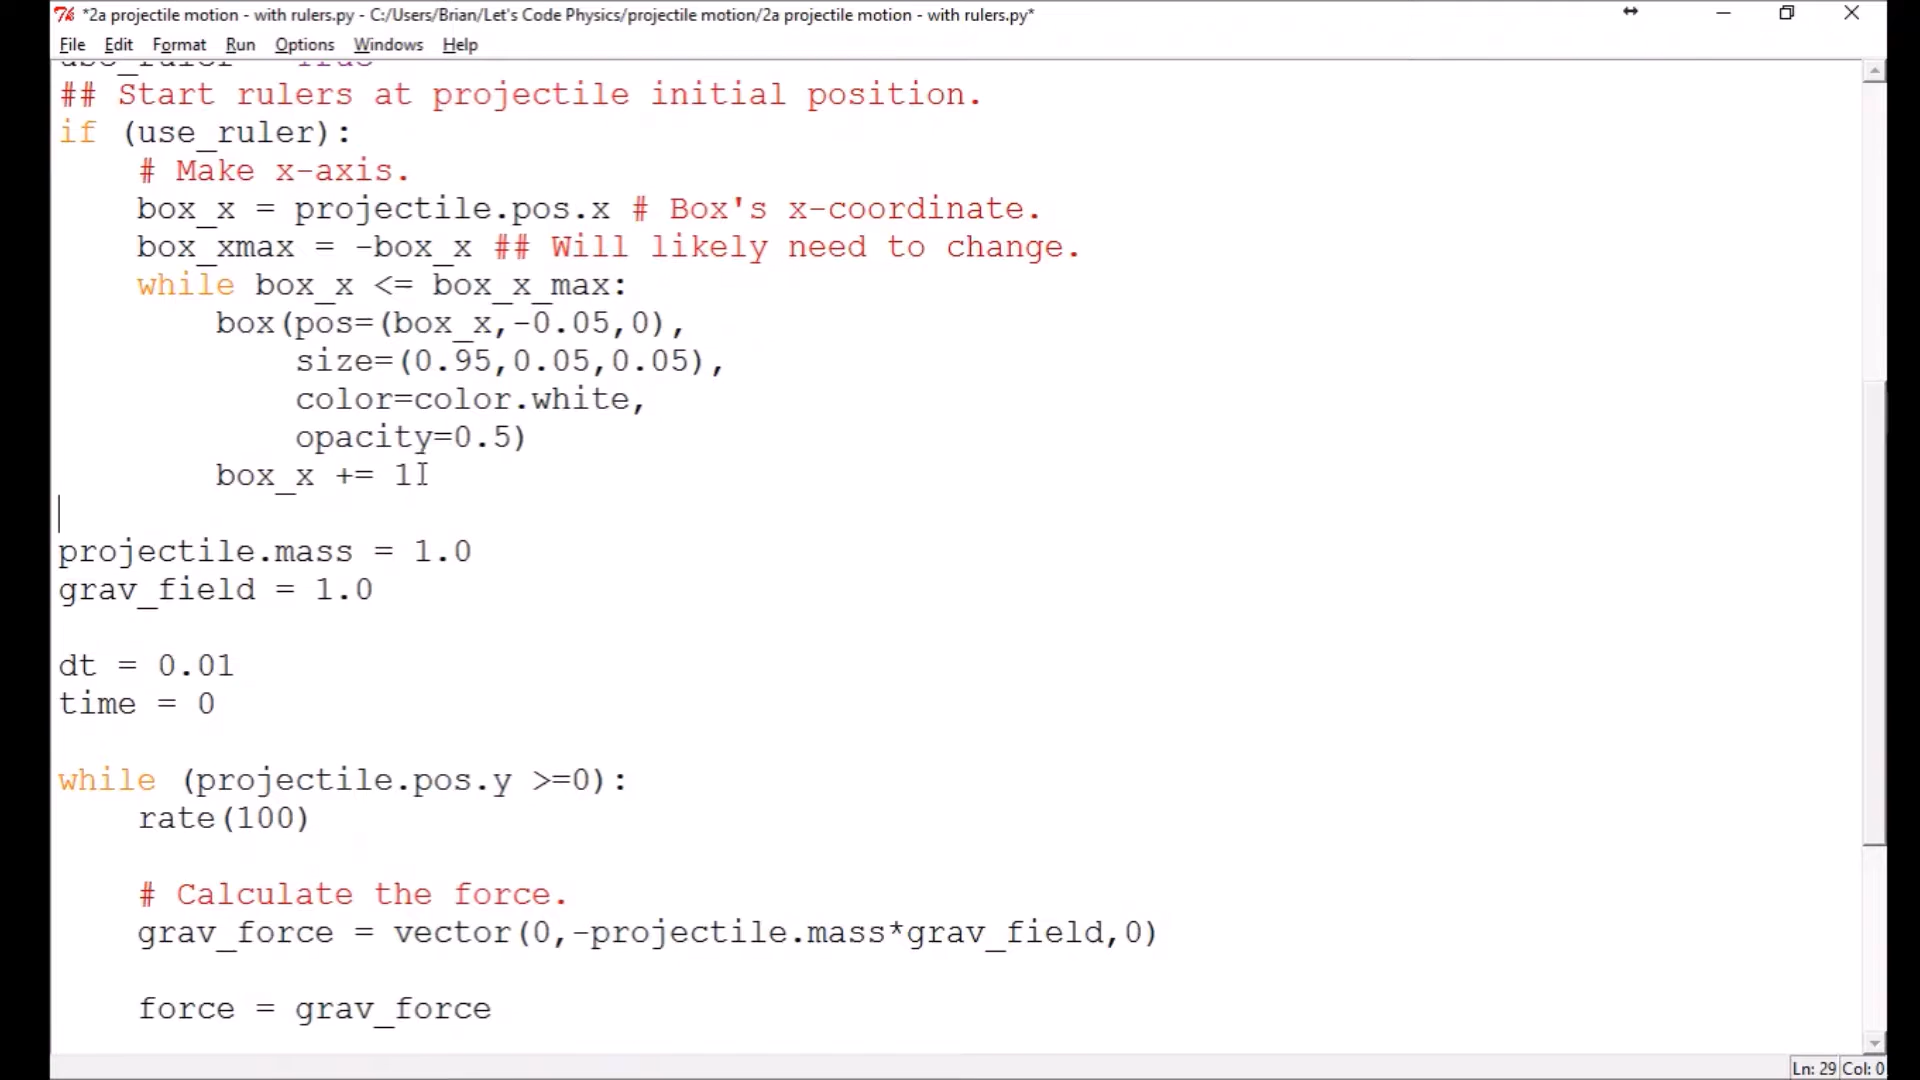 *2a projectile motion - with rulers.py - C:/Users/Brian/Let's Code Physics/projectile motion/2a projectile motion - with rulers.py*
File Edit Format Run Options Windows Help
use_ruler = True
## Start rulers at projectile initial position.
if (use_ruler):
    # Make x-axis.
    box_x = projectile.pos.x # Box's x-coordinate.
    box_xmax = -box_x ## Will likely need to change.
    while box_x <= box_x_max:
        box(pos=(box_x,-0.05,0),
            size=(0.95,0.05,0.05),
            color=color.white,
            opacity=0.5)
        box_x += 1
projectile.mass = 1.0
grav_field = 1.0
dt = 0.01
time = 0
while (projectile.pos.y >=0):
    rate(100)
    # Calculate the force.
    grav_force = vector(0,-projectile.mass*grav_field,0)
    force = grav_force
Ln: 29 Col: 0